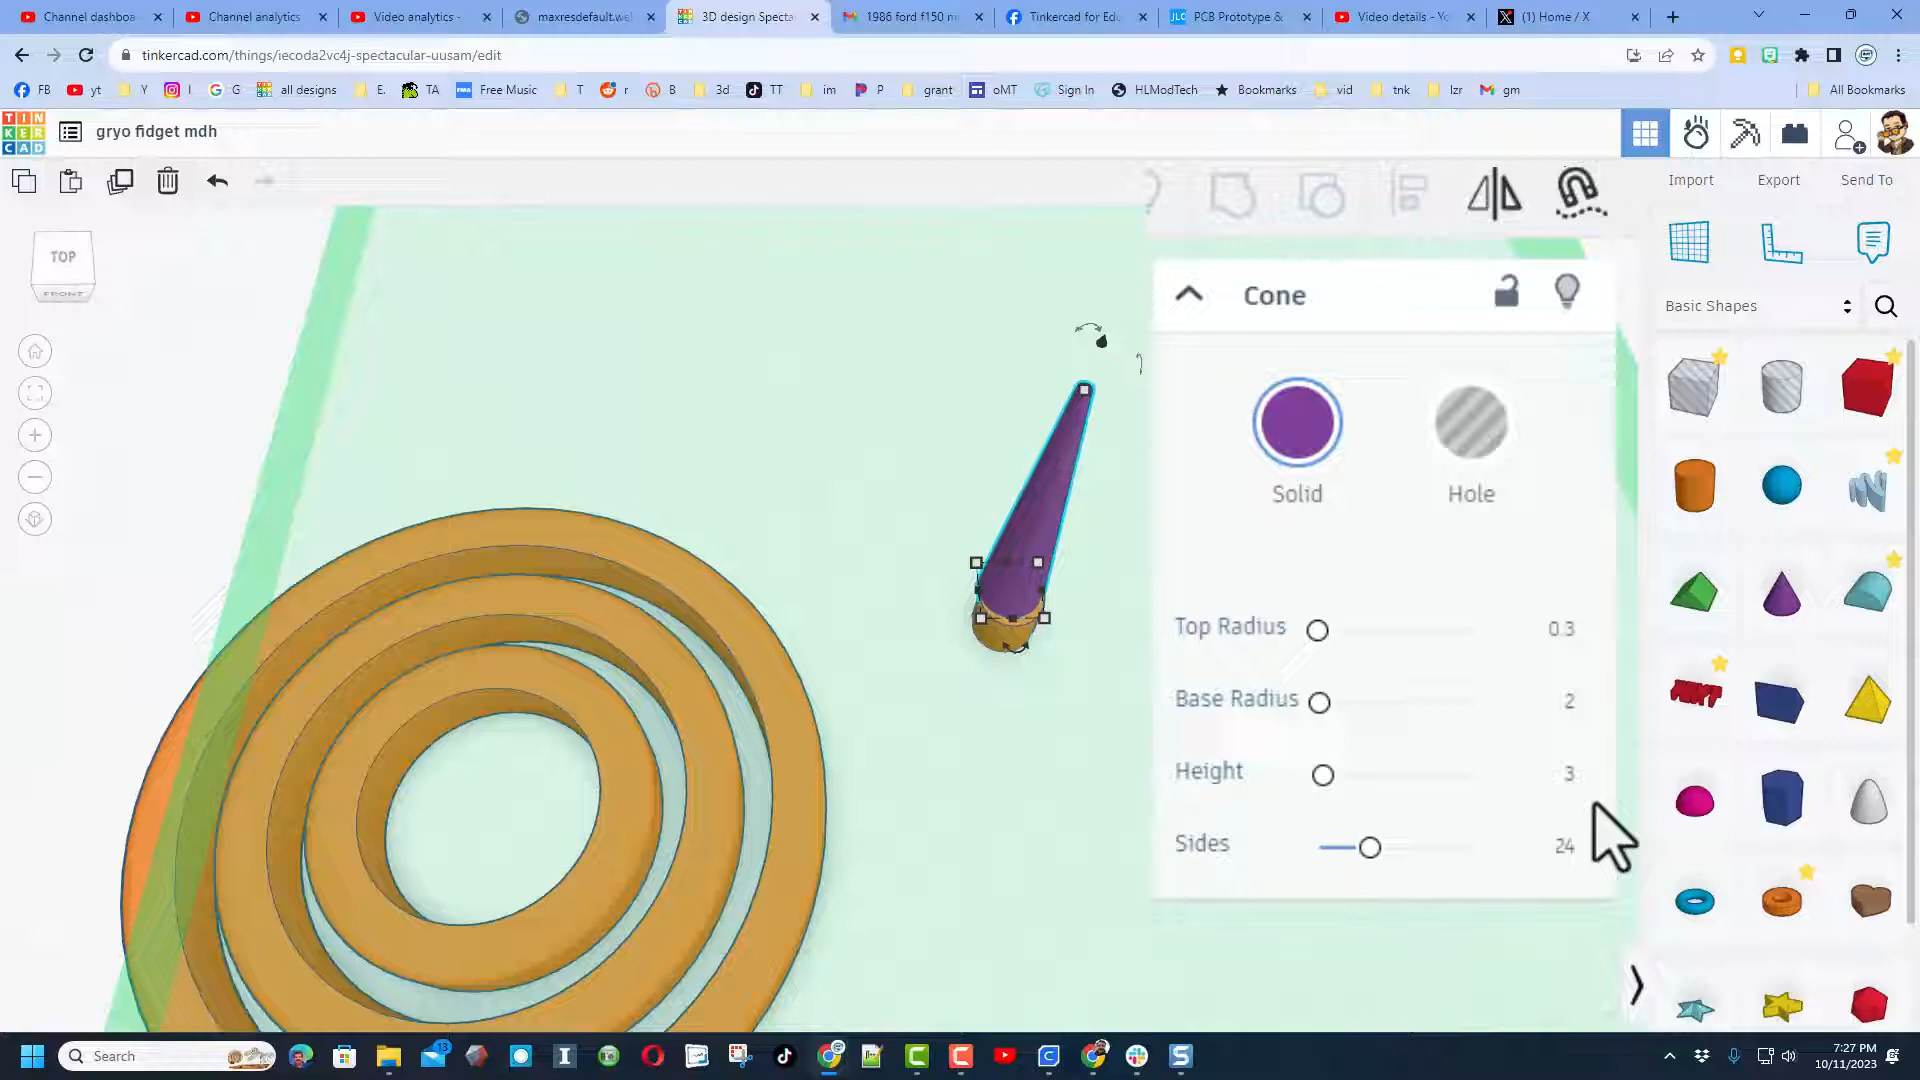 Channel dashboa
Channel analytics
Video analytics -
maxresdefault.wel
3D design Specta
1986 ford f150 m
Tinkercad for Edu
PCB Prototype &
Video details - Yo
(1) Home / X
tinkercad.com/things/iecoda2vc4j-spectacular-uusam/edit
FB
yt
Y
I
G
all designs
E.
TA
FMA
Free Music
T
r
B
3d
TT
im
P
grant
oMT
Sign In
HLModTech
Bookmarks
vid
tnk
lzr
gm
All Bookmarks
TIN
KER
CAD
gryo fidget mdh
Import
Export
Send To
TOP
FRONT
Basic Shapes
Cone
Solid
Hole
Top Radius
0.3
Base Radius
2
Height
3
Sides
24
Search
13
7:27 PM
10/11/2023